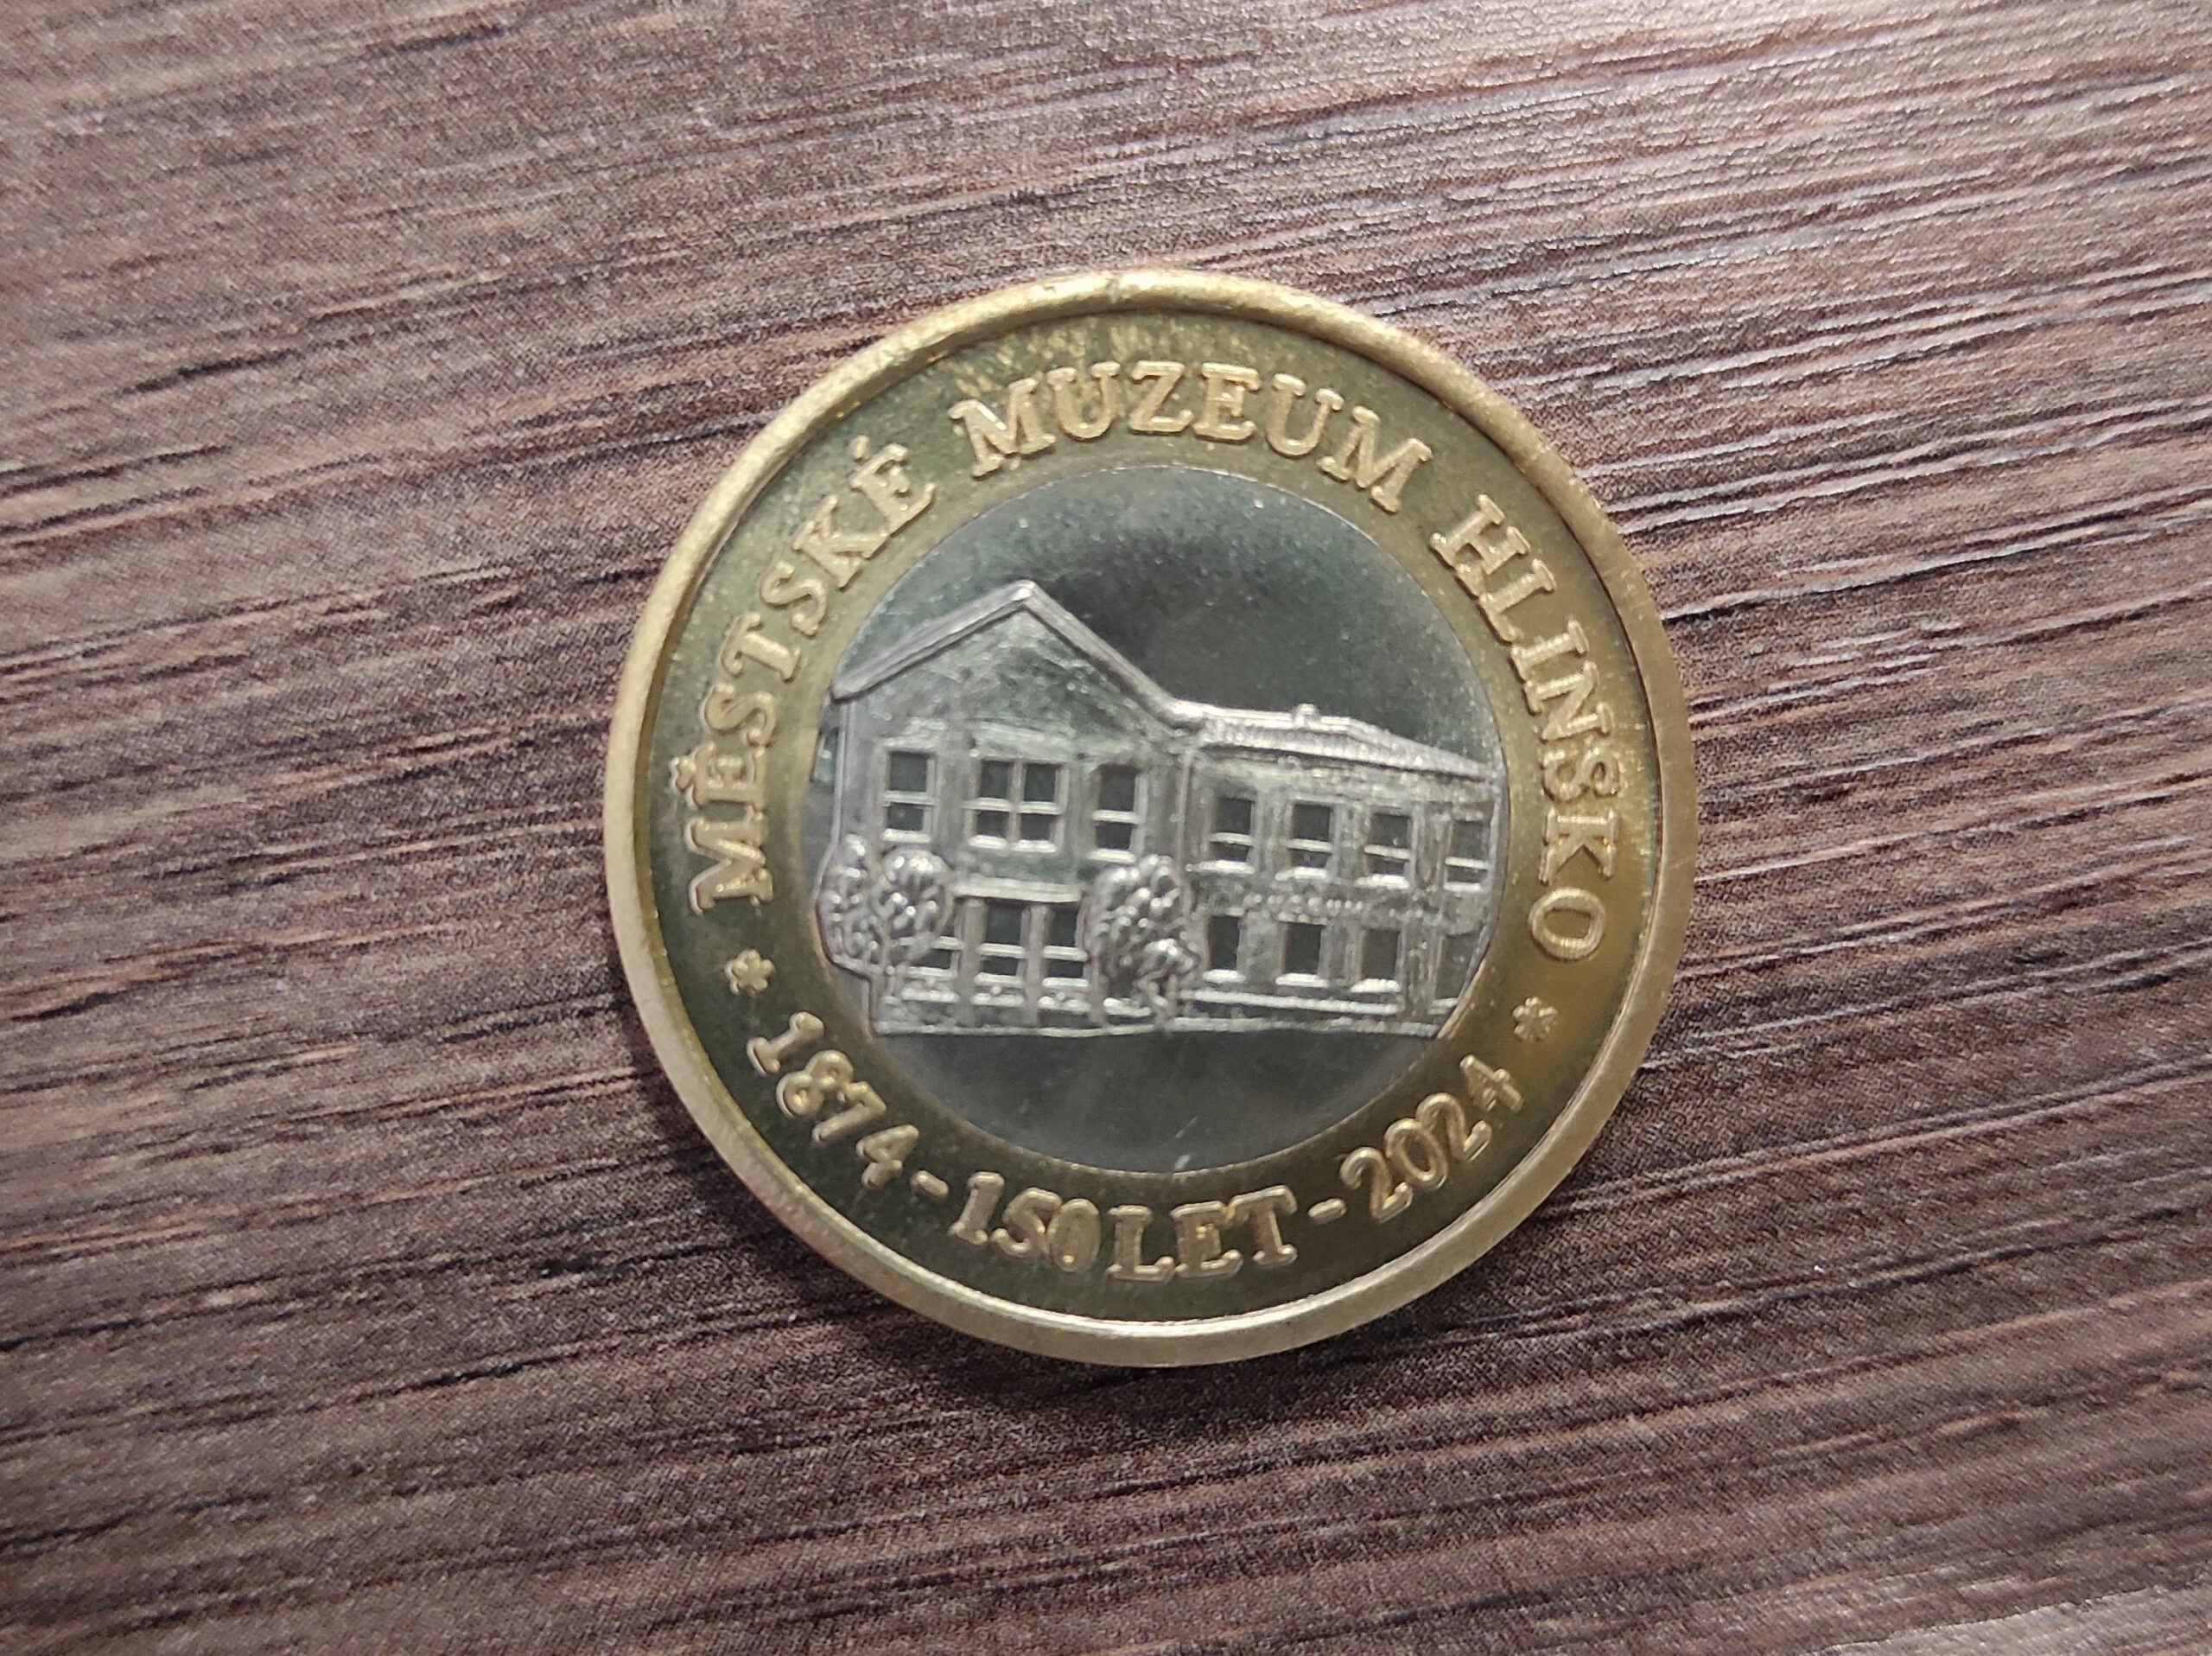 MĚSTSKÉ MUZEUM HLINSKO
* 1874 - 150 LET - 2024 *